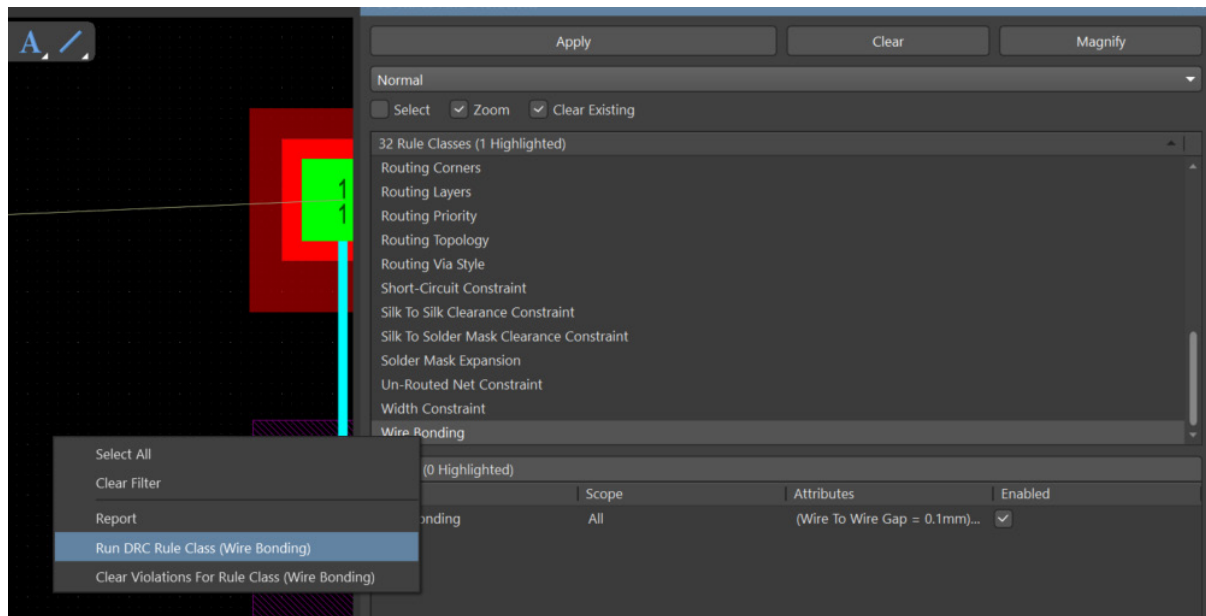 A
Apply Clear Magnify
Normal
Select Zoom Clear Existing
32 Rule Classes (1 Highlighted)
Routing Corners
Routing Layers
Routing Priority
Routing Topology
Routing Via Style
Short-Circuit Constraint
Silk To Silk Clearance Constraint
Silk To Solder Mask Clearance Constraint
Solder Mask Expansion
Un-Routed Net Constraint
Width Constraint
Wire Bonding
1
1
Select All
Clear Filter
Report
Run DRC Rule Class (Wire Bonding)
Clear Violations For Rule Class (Wire Bonding)
(0 Highlighted)
Scope Attributes Enabled
All (Wire To Wire Gap = 0.1mm)...